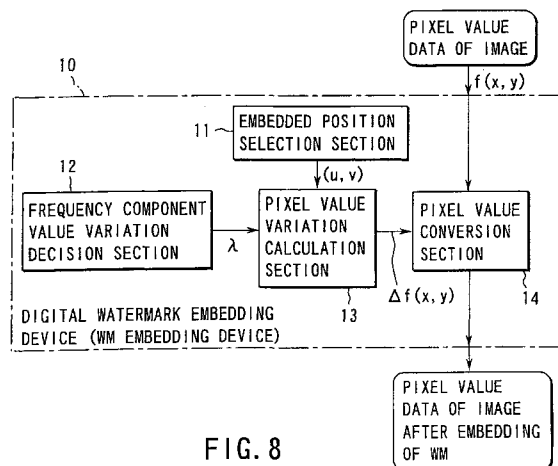 PIXEL VALUE
DATA OF IMAGE
10
f(x, y)
11
EMBEDDED POSITION
SELECTION SECTION
12
(u, v)
FREQUENCY COMPONENT
VALUE VARIATION
DECISION SECTION
λ
PIXEL VALUE
VARIATION
CALCULATION
SECTION
PIXEL VALUE
CONVERSION
SECTION
13
Δf(x, y)
14
DIGITAL WATERMARK EMBEDDING
DEVICE (WM EMBEDDING DEVICE)
PIXEL VALUE
DATA OF IMAGE
AFTER EMBEDDING
OF WM
FIG. 8